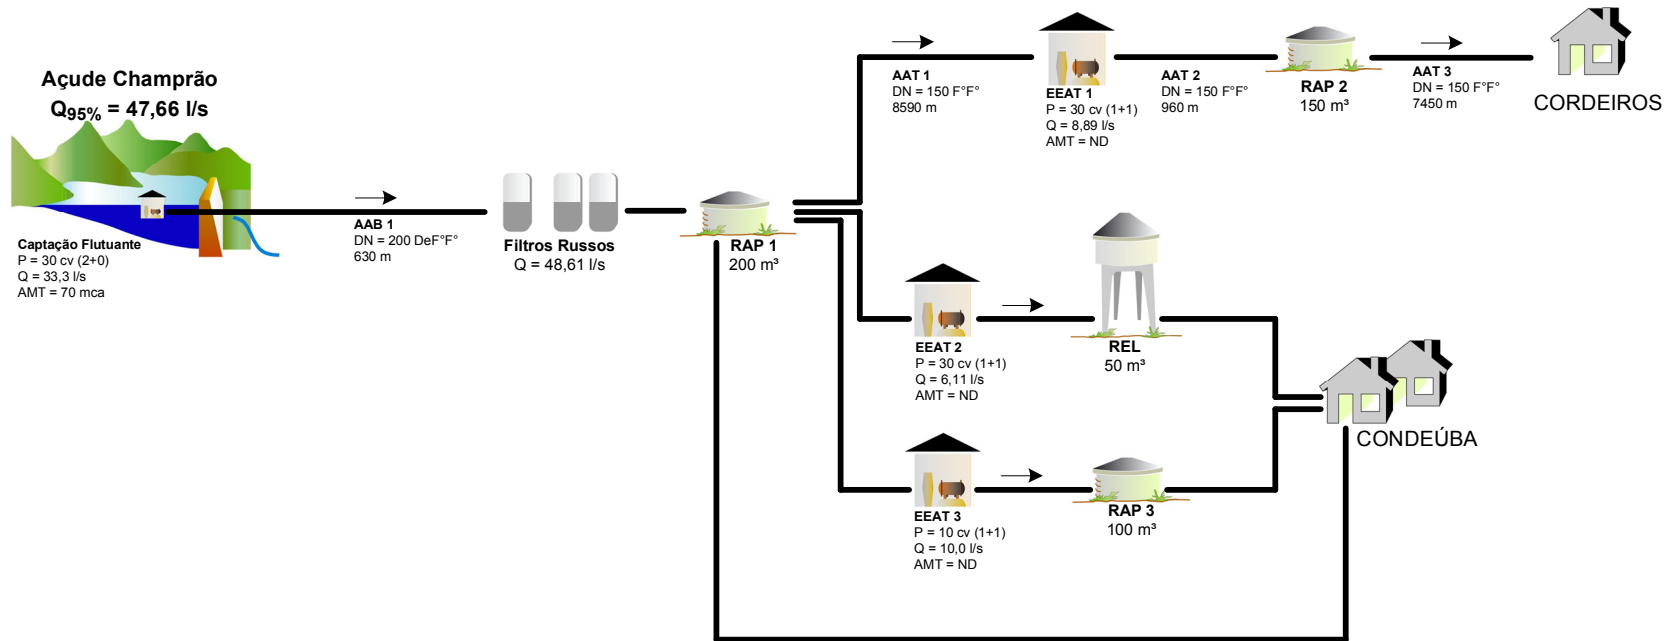 Açude Champrão
Q95% = 47,66 l/s
Captação Flutuante
P = 30 cv (2+0)
Q = 33,3 l/s
AMT = 70 mca
AAB 1
DN = 200 DeF°F°
630 m
Filtros Russos
Q = 48,61 l/s
RAP 1
200 m³
AAT 1
DN = 150 F°F°
8590 m
EEAT 1
P = 30 cv (1+1)
Q = 8,89 l/s
AMT = ND
AAT 2
DN = 150 F°F°
960 m
RAP 2
150 m³
AAT 3
DN = 150 F°F°
7450 m
CORDEIROS
EEAT 2
P = 30 cv (1+1)
Q = 6,11 l/s
AMT = ND
REL
50 m³
EEAT 3
P = 10 cv (1+1)
Q = 10,0 l/s
AMT = ND
RAP 3
100 m³
CONDEÚBA